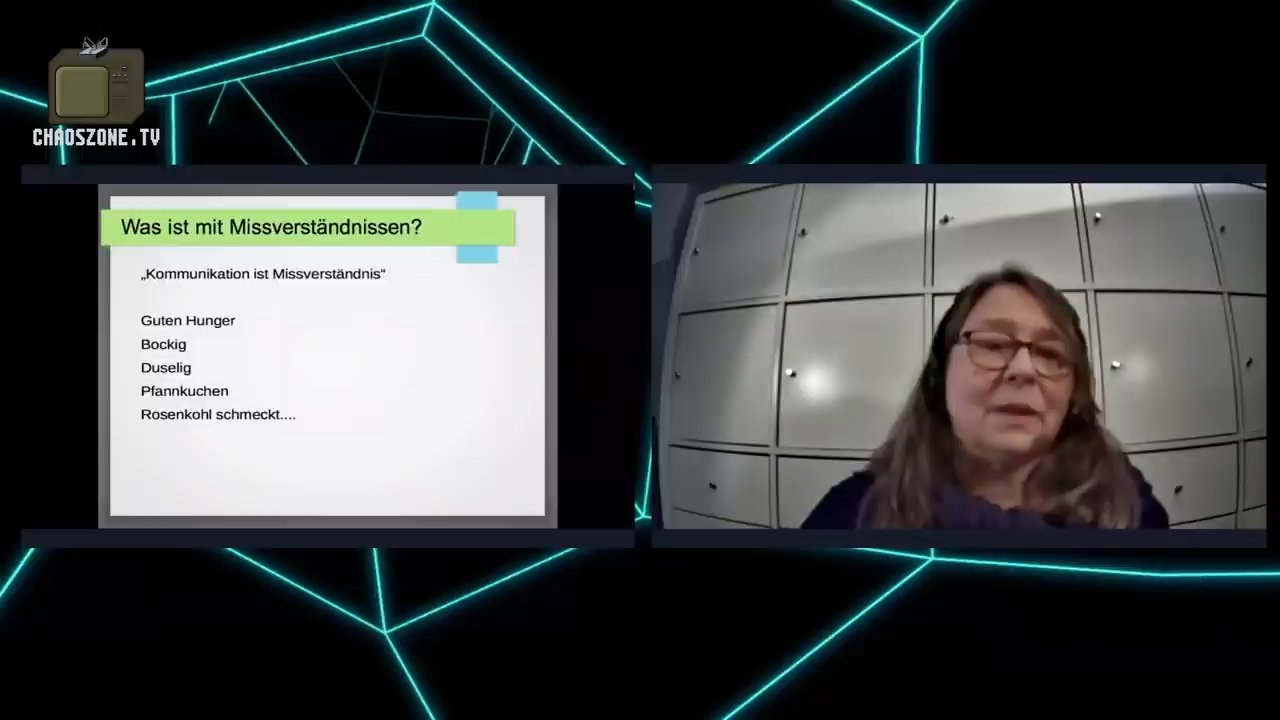 CHAOSZONE.TV
Was ist mit Missverständnissen?
„Kommunikation ist Missverständnis“
Guten Hunger
Bockig
Duselig
Pfannkuchen
Rosenkohl schmeckt....